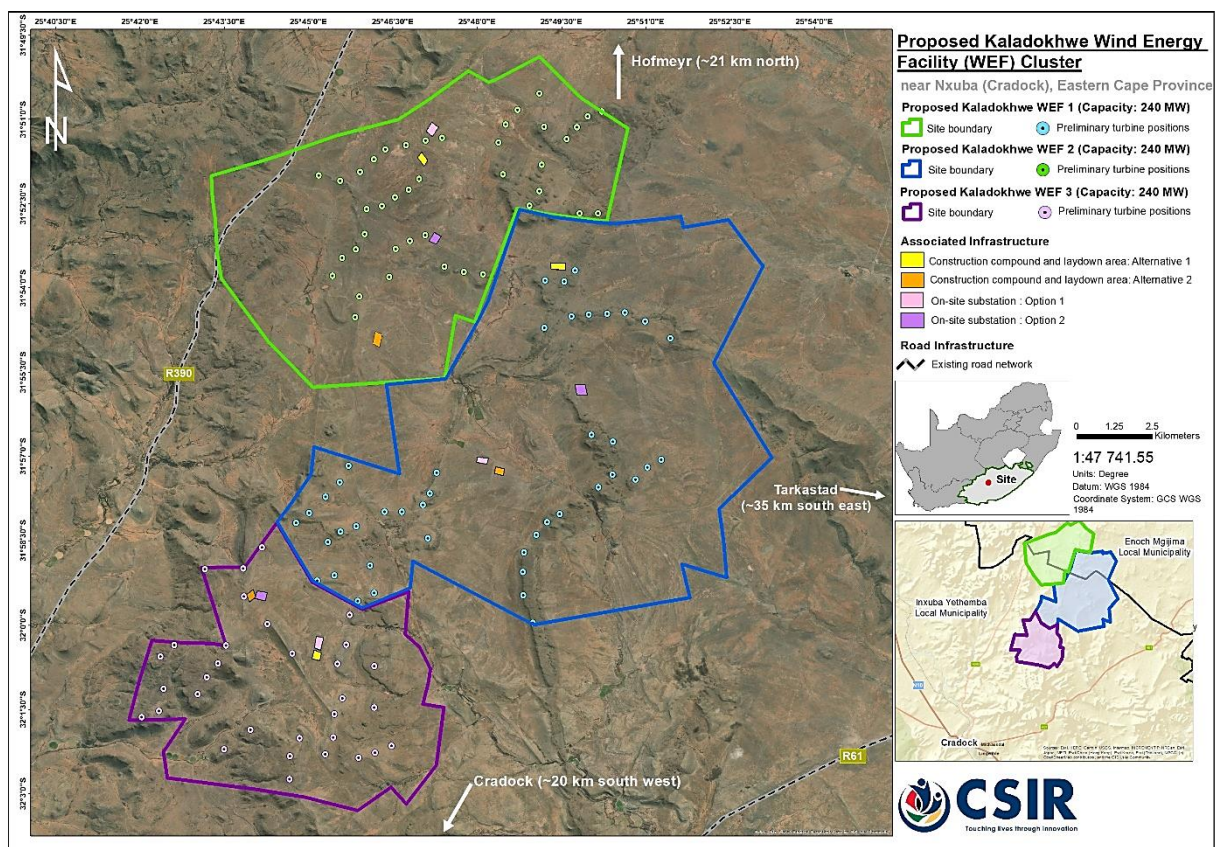 25°40'30"E
25°42'0"E
25°43'30"E
25°45'0"E
25°46'30"E
25°48'0"E
25°49'30"E
25°51'0"E
25°52'30"E
25°54'0"E
31°49'30"S
31°51'0"S
31°52'30"S
31°54'0"S
31°55'30"S
31°57'0"S
31°58'30"S
32°0'0"S
32°1'30"S
32°3'0"S
N
Hofmeyr (~21 km north)
R390
Tarkastad
(~35 km south east)
R61
Cradock (~20 km south west)
Proposed Kaladokhwe Wind Energy
Facility (WEF) Cluster
near Nxuba (Cradock), Eastern Cape Province
Proposed Kaladokhwe WEF 1 (Capacity: 240 MW)
Site boundary
Preliminary turbine positions
Proposed Kaladokhwe WEF 2 (Capacity: 240 MW)
Site boundary
Preliminary turbine positions
Proposed Kaladokhwe WEF 3 (Capacity: 240 MW)
Site boundary
Preliminary turbine positions
Associated Infrastructure
Construction compound and laydown area: Alternative 1
Construction compound and laydown area: Alternative 2
On-site substation : Option 1
On-site substation : Option 2
Road Infrastructure
Existing road network
Site
0 1.25 2.5
Kilometers
1:47 741.55
Units: Degree
Datum: WGS 1984
Coordinate System: GCS WGS
1984
Enoch Mgijima
Local Municipality
Inxuba Yethemba
Local Municipality
Cradock
CSIR
Touching lives through innovation